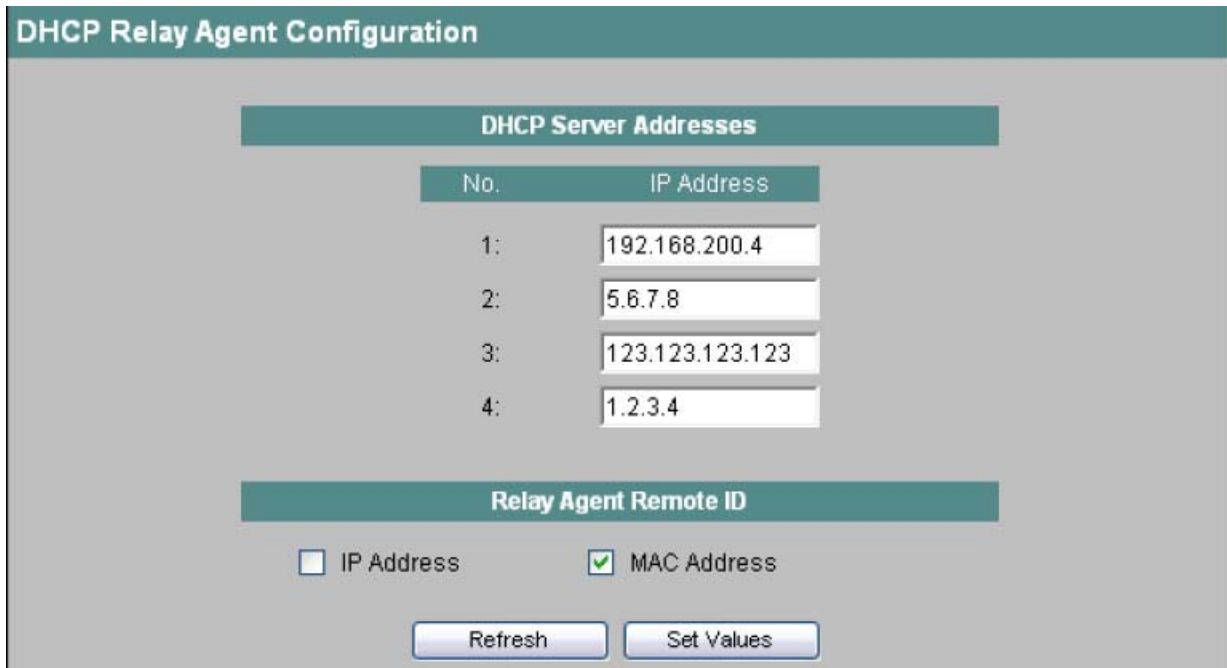 DHCP Relay Agent Configuration
DHCP Server Addresses
No. IP Address
1: 192.168.200.4
2: 5.6.7.8
3: 123.123.123.123
4: 1.2.3.4
Relay Agent Remote ID
IP Address MAC Address
Refresh Set Values